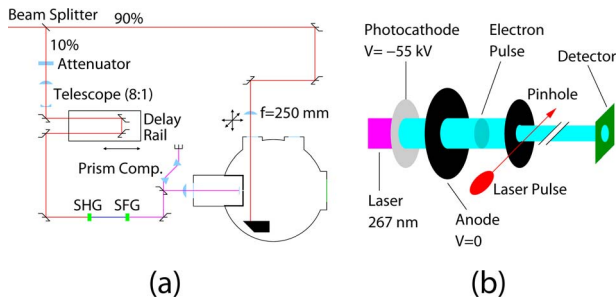 Beam Splitter
90%
10%
Attenuator
Telescope (8:1)
Delay
Rail
f=250 mm
Prism Comp.
SHG
SFG
(a)
Photocathode
V= −55 kV
Electron
Pulse
Detector
Pinhole
Laser Pulse
Laser
267 nm
Anode
V=0
(b)